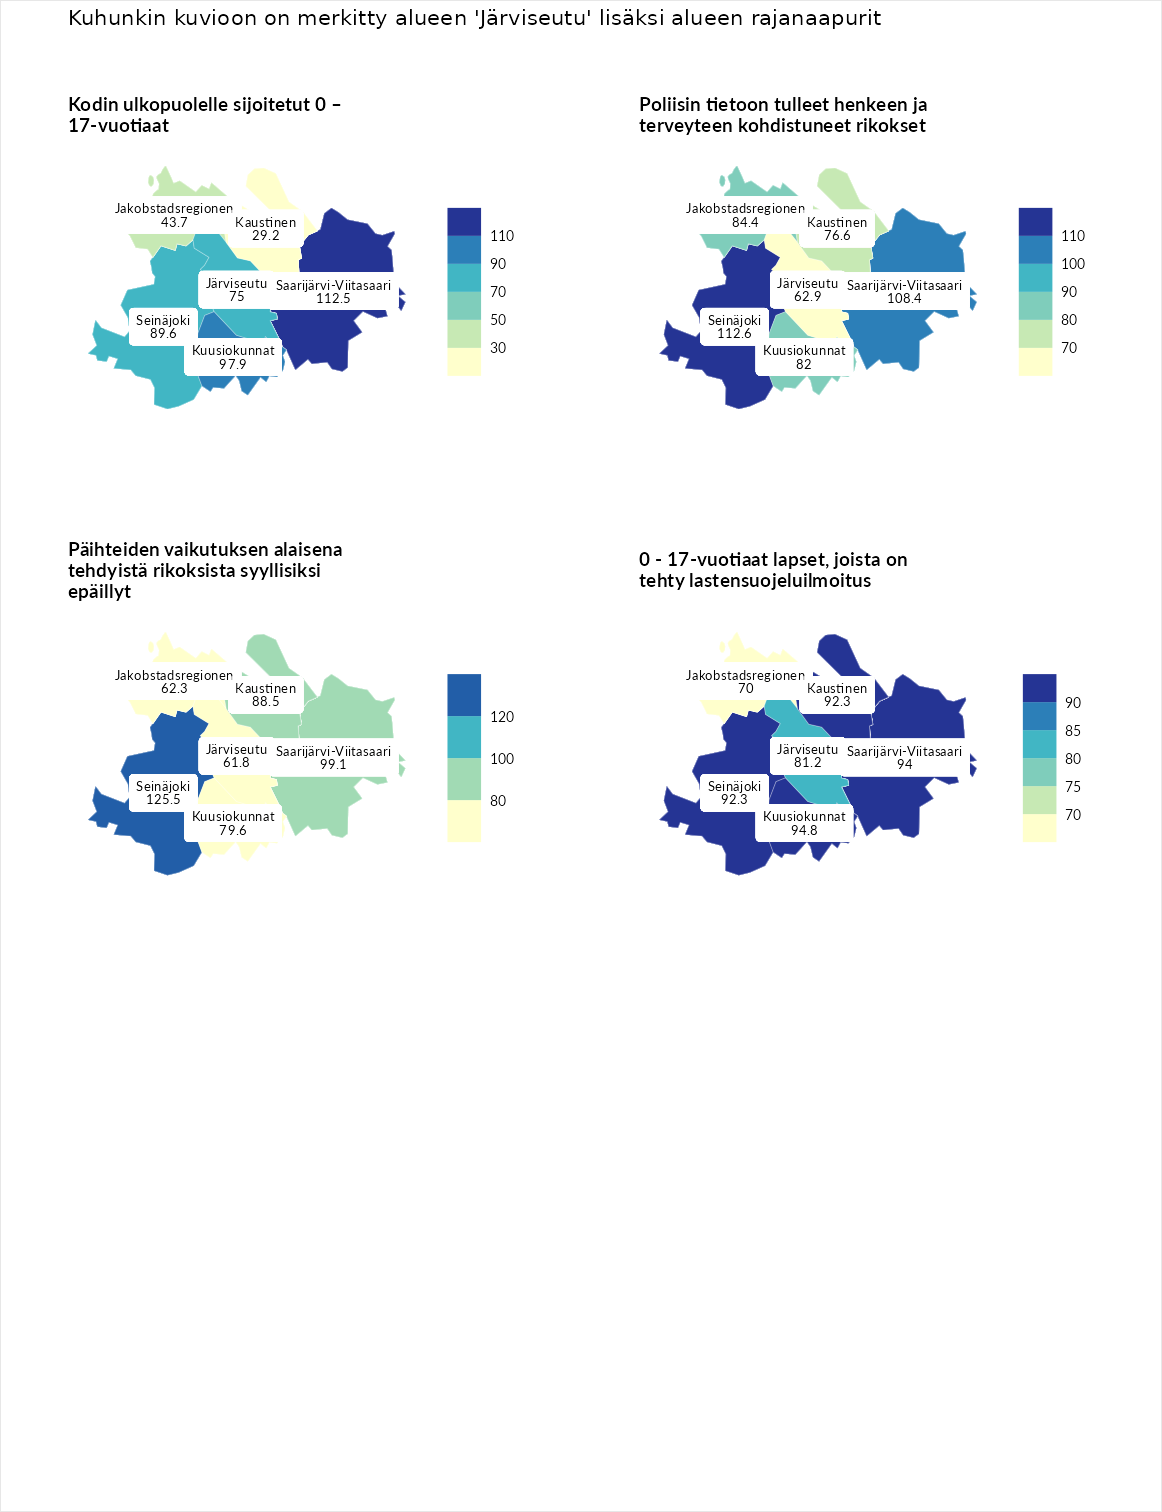 Kuhunkin kuvioon on merkitty alueen 'Järviseutu' lisäksi alueen rajanaapurit
Kodin ulkopuolelle sijoitetut 0 –
17-vuotiaat
Jakobstadsregionen
43.7
Kaustinen
29.2
Järviseutu
75
Saarijärvi-Viitasaari
112.5
Seinäjoki
89.6
Kuusiokunnat
97.9
110
90
70
50
30
Poliisin tietoon tulleet henkeen ja
terveyteen kohdistuneet rikokset
Jakobstadsregionen
84.4
Kaustinen
76.6
Järviseutu
62.9
Saarijärvi-Viitasaari
108.4
Seinäjoki
112.6
Kuusiokunnat
82
110
100
90
80
70
Päihteiden vaikutuksen alaisena
tehdyistä rikoksista syyllisiksi
epäillyt
Jakobstadsregionen
62.3
Kaustinen
88.5
Järviseutu
61.8
Saarijärvi-Viitasaari
99.1
Seinäjoki
125.5
Kuusiokunnat
79.6
120
100
80
0 - 17-vuotiaat lapset, joista on
tehty lastensuojeluilmoitus
Jakobstadsregionen
70
Kaustinen
92.3
Järviseutu
81.2
Saarijärvi-Viitasaari
94
Seinäjoki
92.3
Kuusiokunnat
94.8
90
85
80
75
70